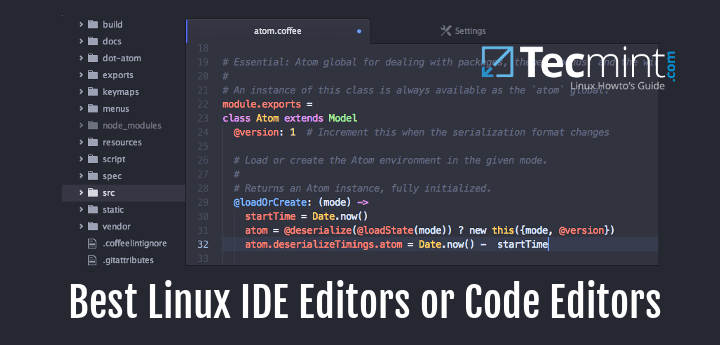 build
docs
dot-atom
exports
keymaps
menus
node_modules
resources
script
spec
src
static
vendor
.coffeelintignore
.gitattributes
atom.coffee
Settings
18
19 # Essential: Atom global for dealing with packages, themes, menus, and the wi
20 #
21 # An instance of this class is always available as the `atom` global.
22 module.exports =
23 class Atom extends Model
24 @version: 1 # Increment this when the serialization format changes
25
26 # Load or create the Atom environment in the given mode.
27 #
28 # Returns an Atom instance, fully initialized.
29 @loadOrCreate: (mode) ->
30 startTime = Date.now()
31 atom = @deserialize(@loadState(mode)) ? new this({mode, @version})
32 atom.deserializeTimings.atom = Date.now() - startTime
33
Tecmint.com
Linux Howto's Guide
Best Linux IDE Editors or Code Editors